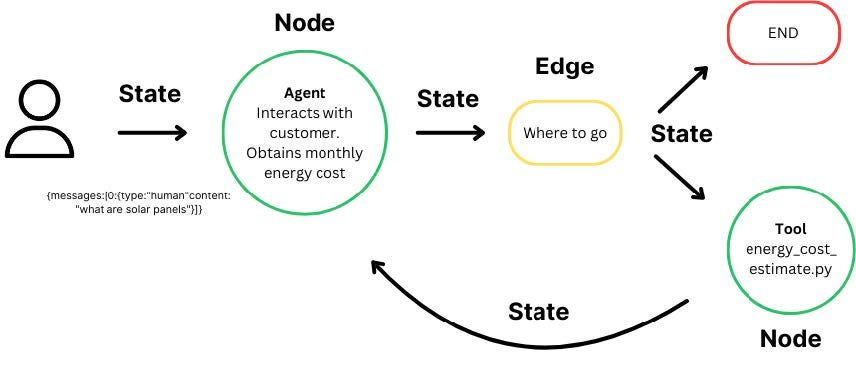 Node
END
Edge
State
Agent
Interacts with
customer.
Obtains monthly
energy cost
State
Where to go
State
{messages:|0:{type:"human"content:
"what are solar panels"}]}
Tool
energy_cost_
estimate.py
State
Node